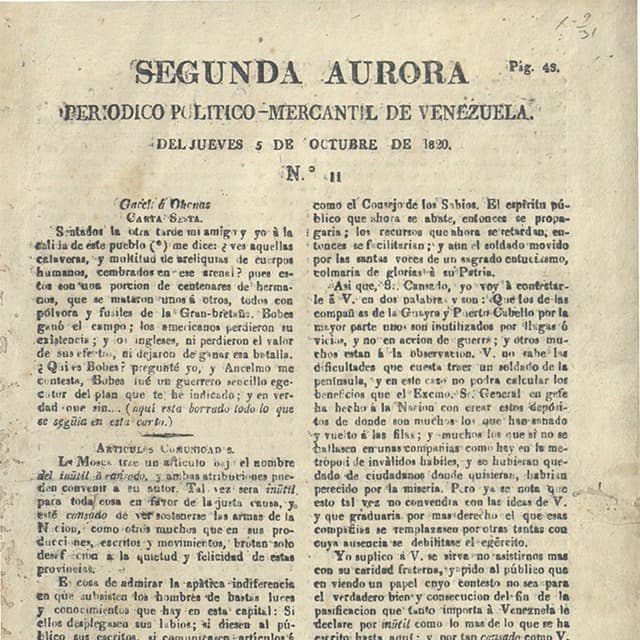 SEGUNDA AURORA
Pág. 43.
PERIODICO POLITICO-MERCANTIL DE VENEZUELA.
DEL JUEVES 5 DE OCTUBRE DE 1820.
N.° 11
CARTA SESTA.
Sentados la otra tarde mi amigo y yo á la
salida de éste pueblo (*) me dice: ¿ves aquellas
calaveras, y multitud de areliquias de cuerpos
humanos, cembrados en ese arenal? pues es-
tos son una porcion de centenares de herma-
nos, que se mataron unos á otros, todos con
pólvora y fusiles de la Gran-bretaña. Bobes
ganó el campo; los americanos perdieron su
existencia; y los ingleses, ni perdieron el valor
de sus efectos, ni dejaron de ganar esa batalla.
¿Quies Bobes? pregunté yo, y Ancelmo me
contesta, Bobes fué un guerrero sencillo ege-
cutor del plan que te he indicado; y en ver-
dad que sin... (aqui esta borrado todo lo que
se seguia en esta carta.)
ARTICULOS COMUNICADOS.
La Mosca trae un articulo bajo el nombre
del inútil ó cansado, y ambas atribuciones pue-
den convenir á su autor. Tal vez sera inútil
para toda cosa en favor de la justa causa, y
esté cansado de ver sostenerse las armas de la
Nacion, como otros muchos que en sus pro-
ducciones, escritos y movimientos, brotan solo
desafeccion a la quietud y felicidad de estas
provincias.
Es cosa de admirar la apática indiferencia
en que subsisten los hombres de bastas luces
y conocimientos que hay en esta capital: Si
ellos desplegasen sus labios; si diesen al pú-
blico sus escritos, si comunicasen articulos á
como el Consejo de los Sabios. El espíritu pú-
blico que ahora se abate, entonces se propa-
garia; los recursos que ahora se retardan, en-
tonces se facilitarian; y aun el soldado movido
por las santas voces de un sagrado entucismo,
colmaria de glorias á su Patria.
Asi que, Sr. Cansado, yo voy á contestar-
le á V. en dos palabras y son: Que los de las
compañias de la Guayra y Puerto Cabello por la
mayor parte unos son inutilizados por llagas ó
vicios, y no en accion de guerra; y otros mu-
chos estan á la observacion. V. no sabe las
dificultades que cuesta traer un soldado de la
península, y en este caso no podra calcular los
beneficios que el Excmo. Sr. General en gefe
ha hecho á la Nacion con crear estos depósi-
tos de donde son muchos los que han sanado
y vuelto á las filas; y muchos los que si no se
hallasen en unas compañias como hay en la me-
trópoli de inválidos habiles, y se hubieran que-
dado de ciudadanos donde quisieran, habrian
perecido por la miseria. Pero ya se nota que
esto tal vez no convendra con las ideas de V.
y que graduaria por mas derecho el que esas
compañias se remplazasen por otras tantas con
cuya ausencia se debilitase el egército.
Yo suplico á V. se sirva no asistirnos mas
con su caridad fraterna, y pido al público que
en viendo un papel cuyo contesto no sea para
el verdadero bien y consecucion del fin de la
pasificacion que tanto importa á Venezuela le
declare por inútil como lo mas de lo que se ha
escrito hasta aqui; y por tan cansado como V.